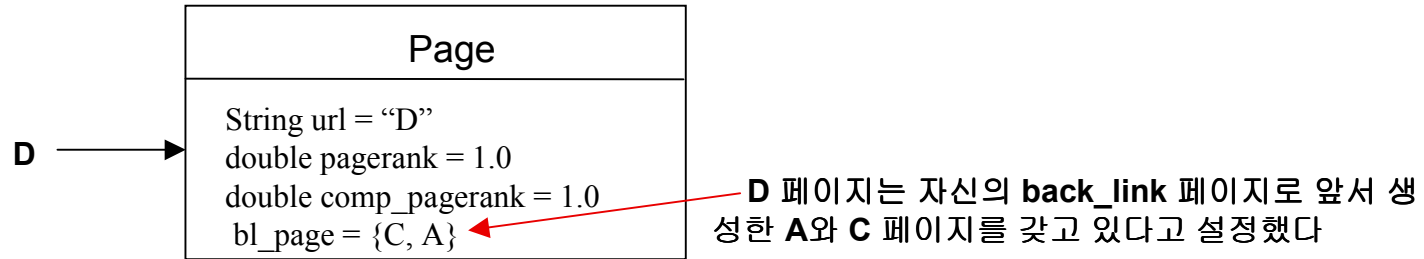 Page
String url = “D”
D
double pagerank = 1.0
double comp_pagerank = 1.0
bl_page = {C, A}
D 페이지는 자신의 back_link 페이지로 앞서 생
성한 A와 C 페이지를 갖고 있다고 설정했다